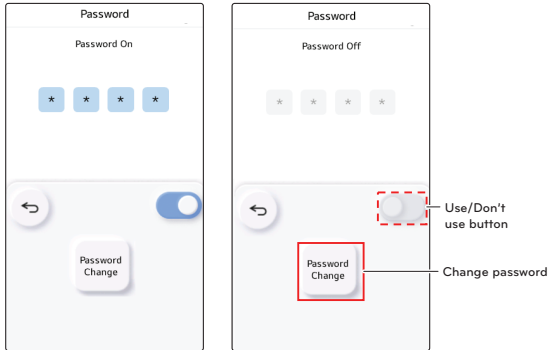 Password
Password On
* * * *
Password
Change
Password
Password Off
* * * *
Password
Change
Use/Don't
use button
Change password